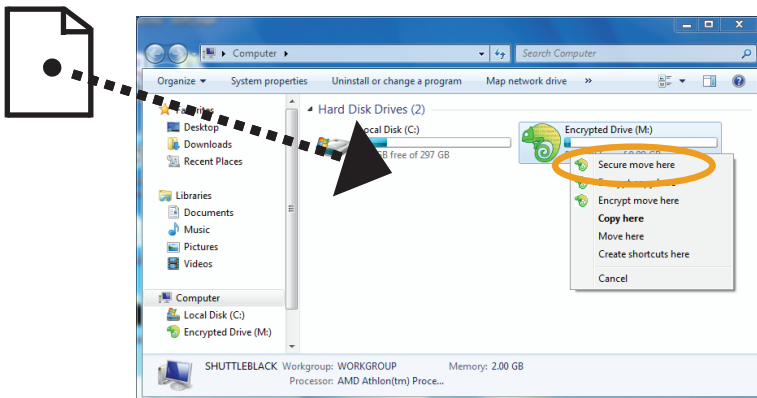 Computer
Search Computer
Organize
System properties
Uninstall or change a program
Map network drive
»
Favorites
Desktop
Downloads
Recent Places
Libraries
Documents
Music
Pictures
Videos
Computer
Local Disk (C:)
Encrypted Drive (M:)
Hard Disk Drives (2)
Local Disk (C:)
GB free of 297 GB
Encrypted Drive (M:)
Secure move here
Encrypt copy here
Encrypt move here
Copy here
Move here
Create shortcuts here
Cancel
SHUTTLEBLACK Workgroup: WORKGROUP Memory: 2.00 GB
Processor: AMD Athlon(tm) Proce...